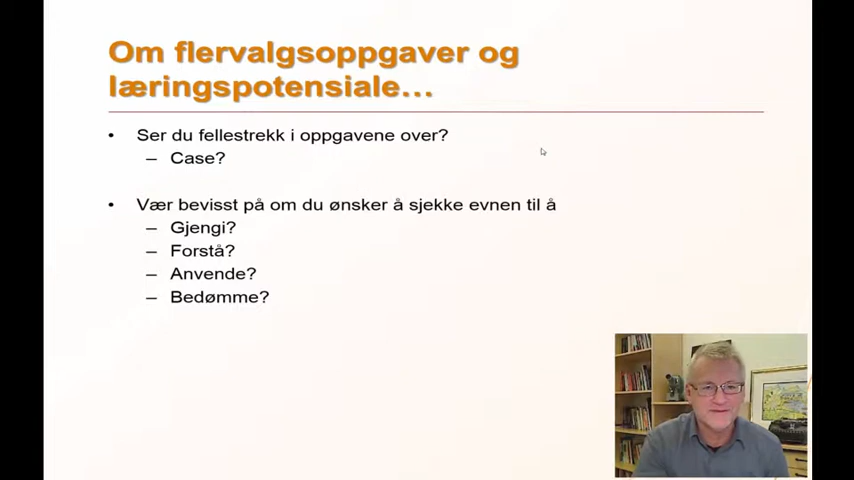 Om flervalgsoppgaver og
læringspotensiale…
• Ser du fellestrekk i oppgavene over?
– Case?
• Vær bevisst på om du ønsker å sjekke evnen til å
– Gjengi?
– Forstå?
– Anvende?
– Bedømme?